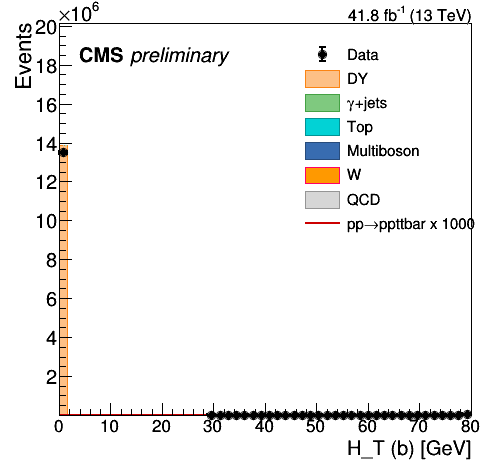 ×10⁶
41.8 fb⁻¹ (13 TeV)
Events
CMS preliminary
Data
DY
γ+jets
Top
Multiboson
W
QCD
pp→ppttbar x 1000
20
18
16
14
12
10
8
6
4
2
0 10 20 30 40 50 60 70 80
H_T (b) [GeV]